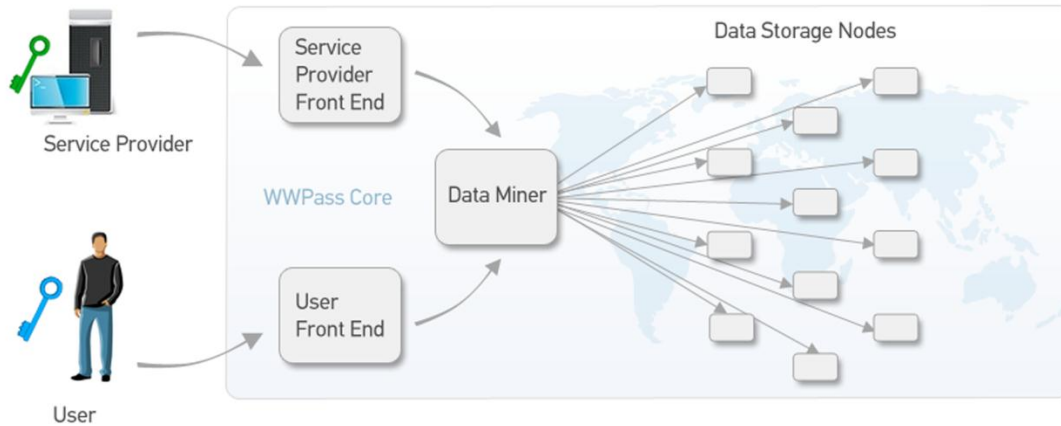 Data Storage Nodes
Service
Provider
Front End
Service Provider
WWPass Core
Data Miner
User
Front End
User